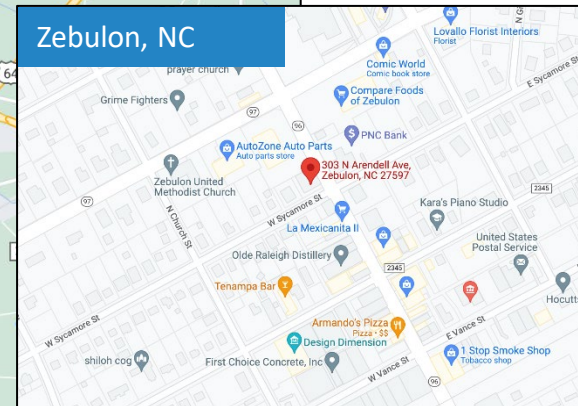 Zebulon, NC
N G
Lovallo Florist Interiors
Florist
64
prayer church
Comic World
Comic book store
E Sycamore St
Grime Fighters
Compare Foods
of Zebulon
97
96
PNC Bank
AutoZone Auto Parts
Auto parts store
303 N Arendell Ave,
Zebulon, NC 27597
Zebulon United
Methodist Church
2345
97
Kara's Piano Studio
N Church St
W Sycamore St
La Mexicanita II
United States
Postal Service
Olde Raleigh Distillery
2345
Tenampa Bar
Hocutt
W Sycamore St
Armando's Pizza
Pizza • $$
E Vance St
Design Dimension
shiloh cog
First Choice Concrete, Inc
1 Stop Smoke Shop
Tobacco shop
W Vance St
96